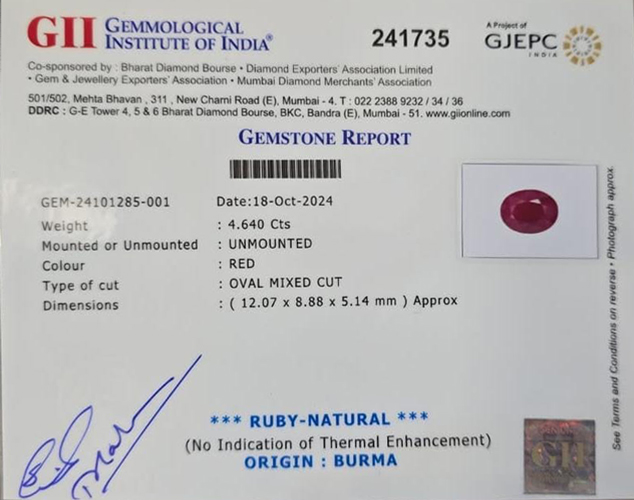 GII GEMMOLOGICAL INSTITUTE OF INDIA®
241735
A Project of
GJEPC
INDIA
Co-sponsored by : Bharat Diamond Bourse • Diamond Exporters' Association Limited
• Gem & Jewellery Exporters' Association • Mumbai Diamond Merchants' Association
501/502, Mehta Bhavan , 311 , New Charni Road (E), Mumbai - 4. T : 022 2388 9232 / 34 / 36
DDRC : G-E Tower 4, 5 & 6 Bharat Diamond Bourse, BKC, Bandra (E), Mumbai - 51. www.giionline.com
GEMSTONE REPORT
GEM-24101285-001 Date:18-Oct-2024
Weight : 4.640 Cts
Mounted or Unmounted : UNMOUNTED
Colour : RED
Type of cut : OVAL MIXED CUT
Dimensions : ( 12.07 x 8.88 x 5.14 mm ) Approx
*** RUBY-NATURAL ***
(No Indication of Thermal Enhancement)
ORIGIN : BURMA
GII
See Terms and Conditions on reverse • Photograph approx.